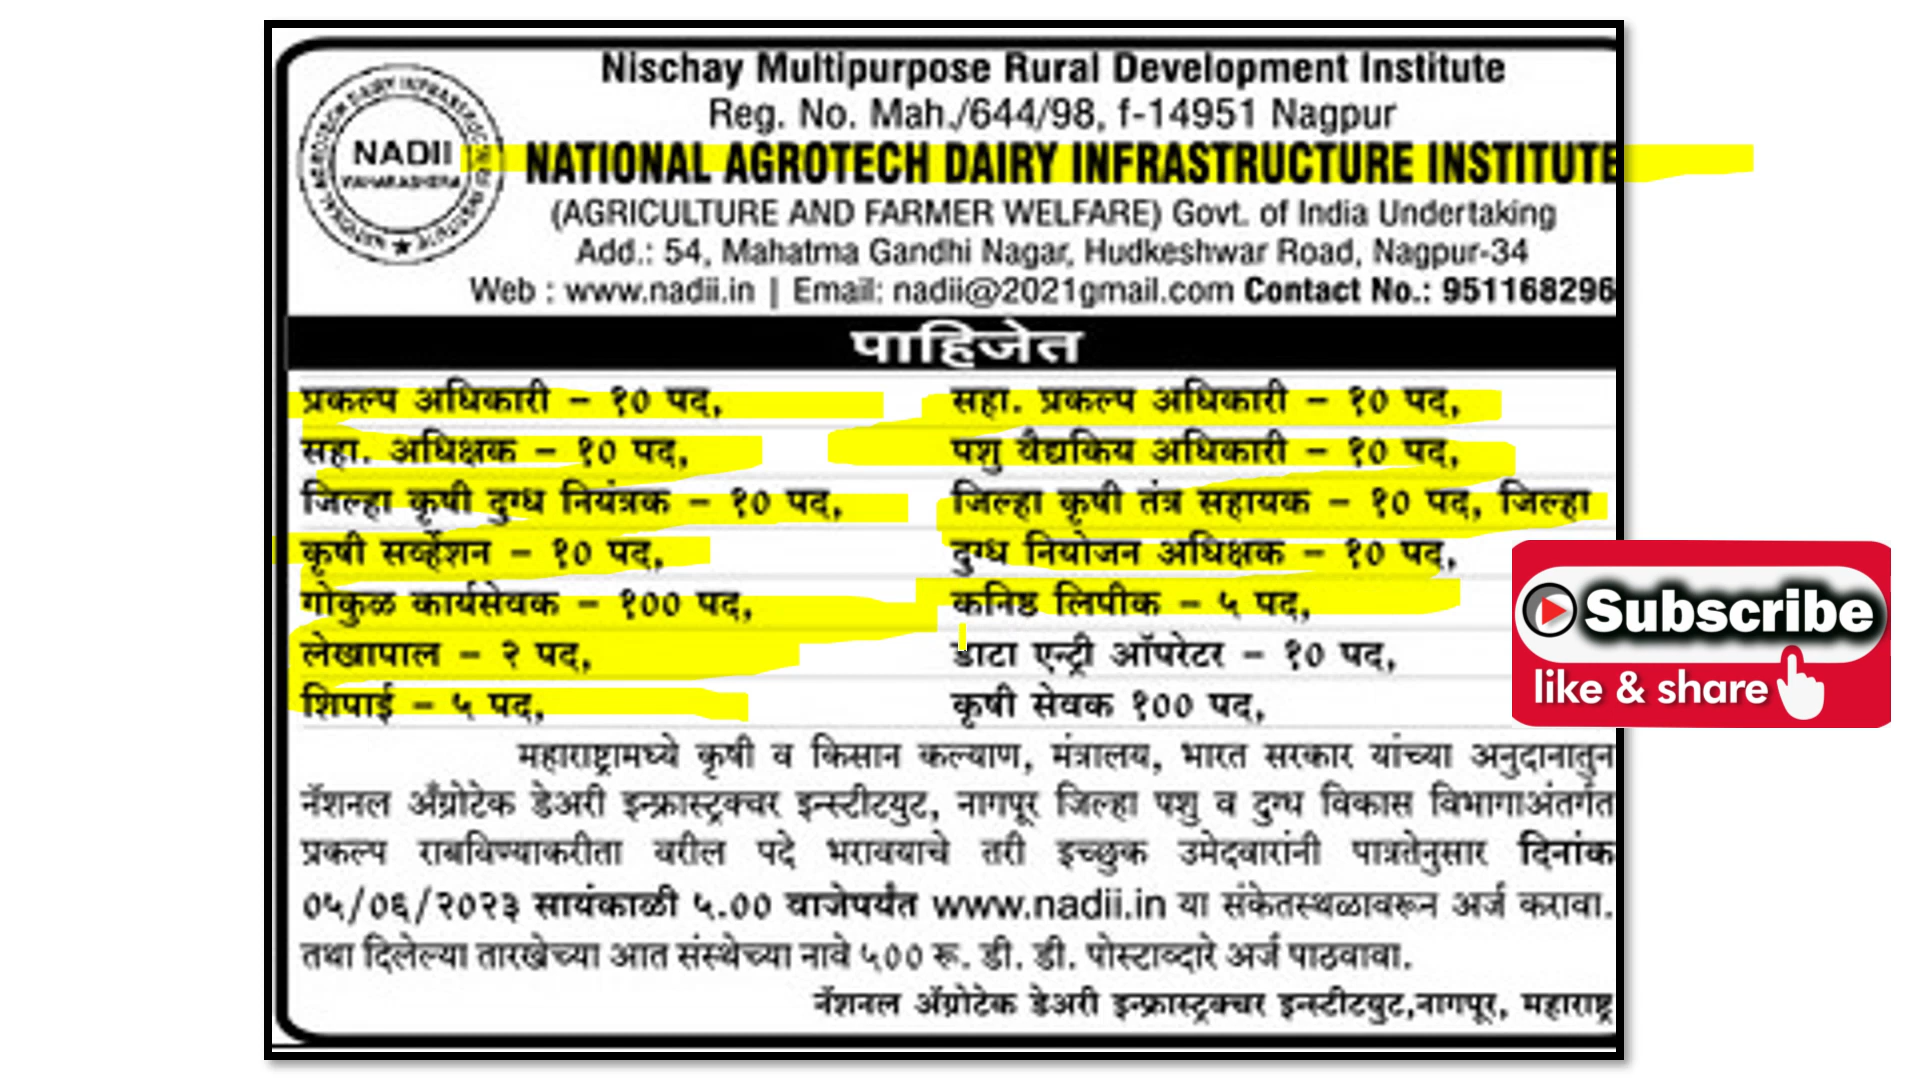 Nischay Multipurpose Rural Development Institute
Reg. No. Mah./644/98, f-14951 Nagpur
NADII
NATIONAL AGROTECH DAIRY INFRASTRUCTURE INSTITUTE
(AGRICULTURE AND FARMER WELFARE) Govt. of India Undertaking
Add.: 54, Mahatma Gandhi Nagar, Hudkeshwar Road, Nagpur-34
Web : www.nadii.in | Email: nadii@2021gmail.com Contact No.: 951168296
पाहिजेत
प्रकल्प अधिकारी – १० पद, सहा. प्रकल्प अधिकारी – १० पद,
सहा. अधिक्षक – १० पद, पशु वैद्यकिय अधिकारी – १० पद,
जिल्हा कृषी दुग्ध नियंत्रक – १० पद, जिल्हा कृषी तंत्र सहायक – १० पद, जिल्हा
कृषी सर्व्हेशन – १० पद, दुग्ध नियोजन अधिक्षक – १० पद,
गोकुळ कार्यसेवक – १०० पद, कनिष्ठ लिपीक – ५ पद,
लेखापाल – २ पद, डाटा एन्ट्री ऑपरेटर – १० पद,
शिपाई – ५ पद, कृषी सेवक १०० पद,
महाराष्ट्रामध्ये कृषी व किसान कल्याण, मंत्रालय, भारत सरकार यांच्या अनुदानातुन
नॅशनल अ‍ॅग्रोटेक डेअरी इन्फ्रास्ट्रक्चर इन्स्टीटयुट, नागपूर जिल्हा पशु व दुग्ध विकास विभागाअंतर्गत
प्रकल्प राबविण्याकरीता वरील पदे भरावयाचे तरी इच्छुक उमेदवारांनी पात्रतेनुसार दिनांक
०५/०६/२०२३ सायंकाळी ५.०० वाजेपर्यंत www.nadii.in या संकेतस्थळावरून अर्ज करावा.
तथा दिलेल्या तारखेच्या आत संस्थेच्या नावे ५०० रू. डी. डी. पोस्टाव्दारे अर्ज पाठवावा.
नॅशनल अ‍ॅग्रोटेक डेअरी इन्फ्रास्ट्रक्चर इन्स्टीटयुट,नागपूर, महाराष्ट्र
Subscribe
like & share